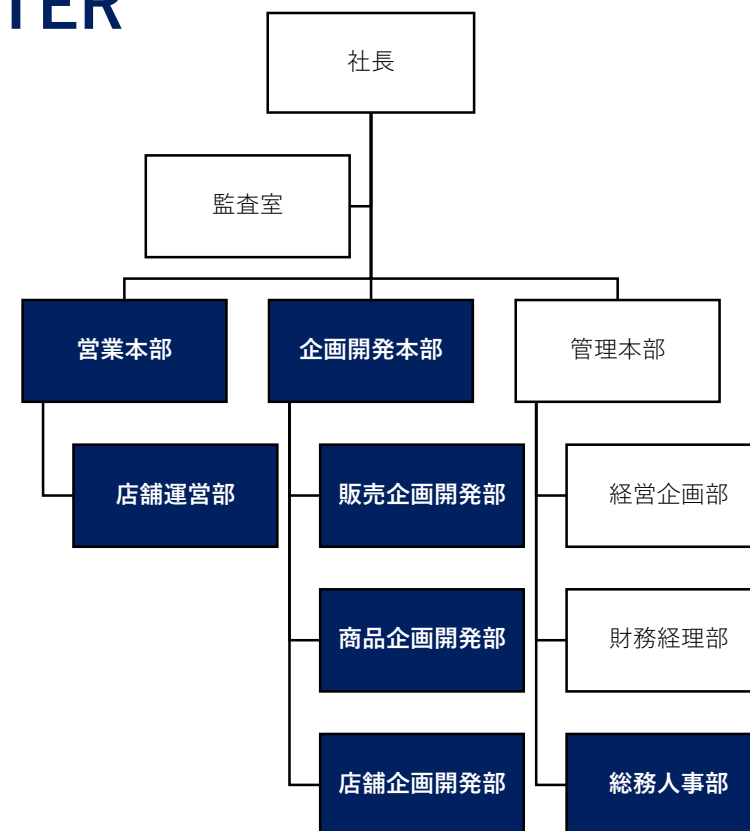 TER
社長
監査室
営業本部
企画開発本部
管理本部
店舗運営部
販売企画開発部
経営企画部
商品企画開発部
財務経理部
店舗企画開発部
総務人事部